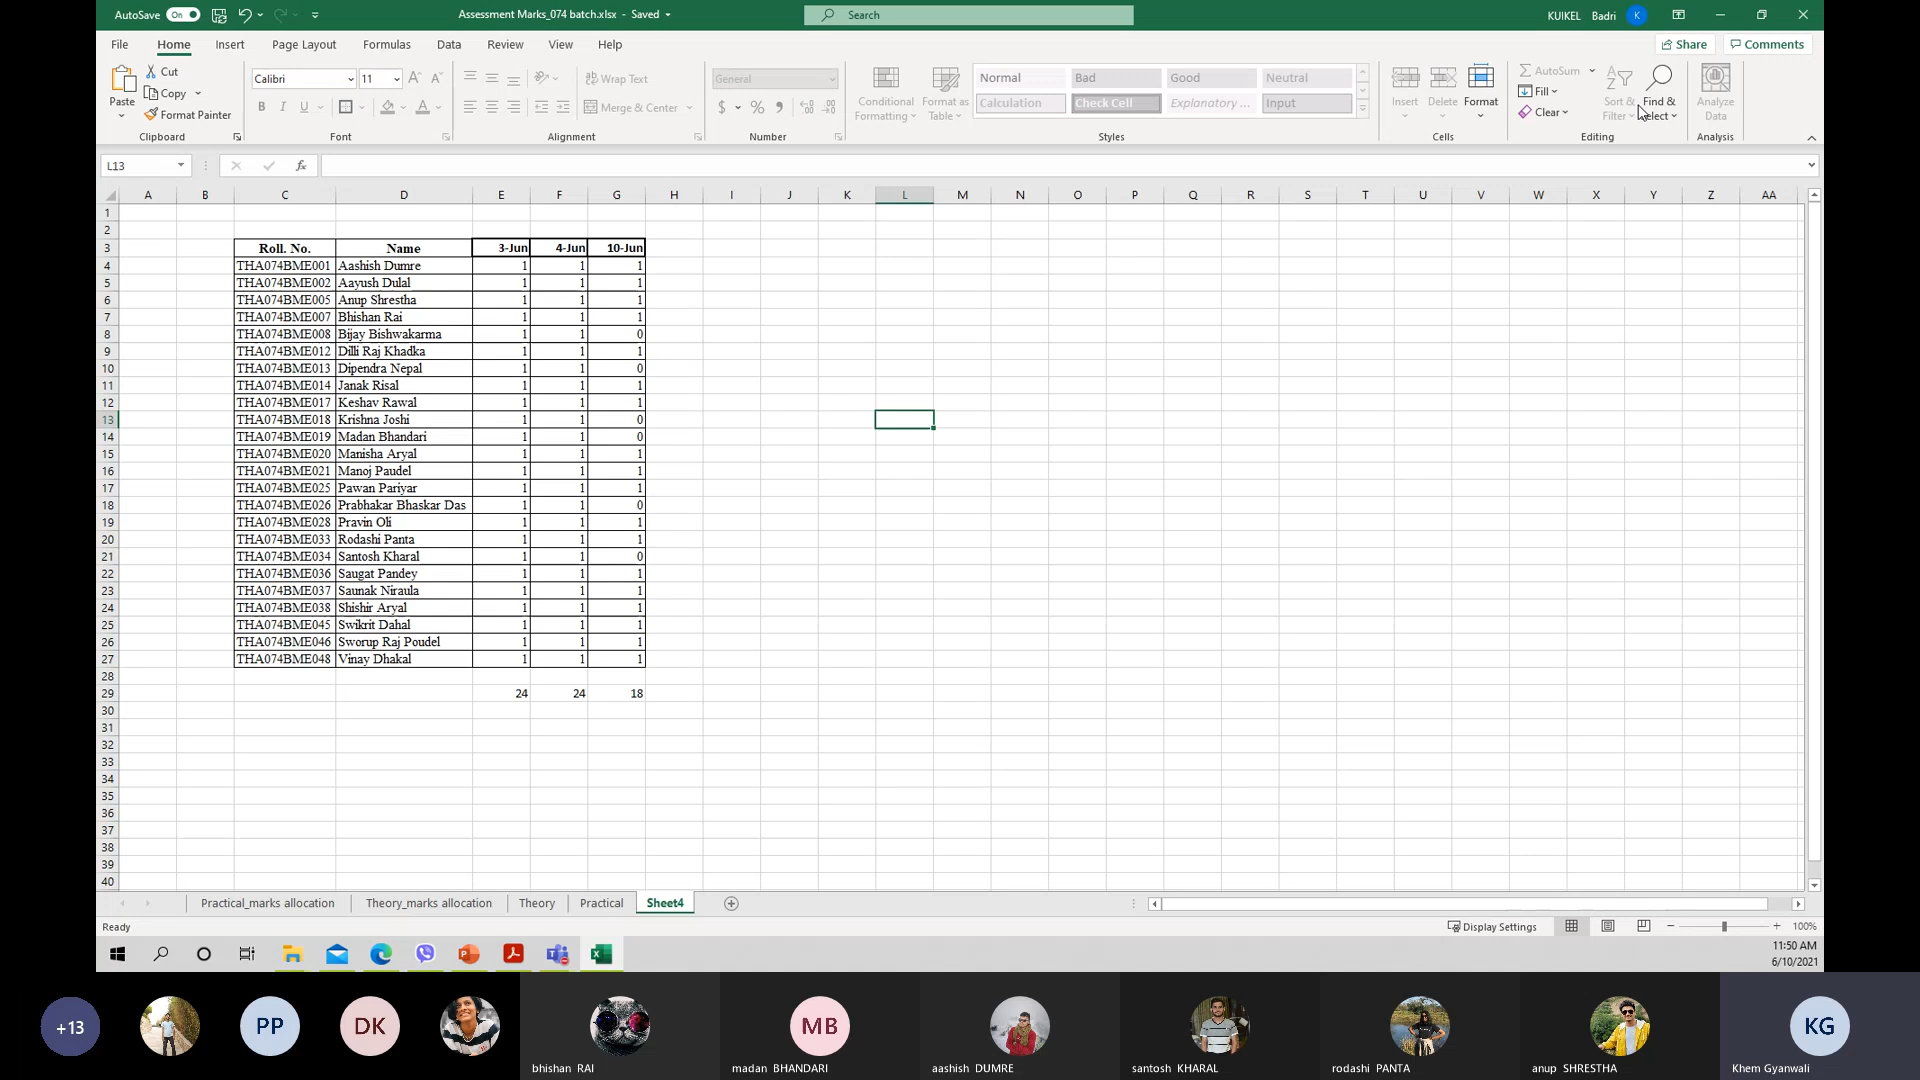 AutoSave On Assessment Marks_074 batch.xlsx - Saved Search KUIKEL Badri K
File Home Insert Page Layout Formulas Data Review View Help Share Comments
Paste Cut Copy Format Painter Clipboard
Calibri 11 A A B I U A Font
Wrap Text Merge & Center Alignment
General $ % Number
Conditional Formatting Format as Table
Normal Bad Good Neutral
Calculation Check Cell Explanatory ... Input
Styles
Insert Delete Format Cells
AutoSum Fill Clear Sort & Filter Find & Select Editing
Analyze Data Analysis
L13 fx
A B C D E F G H I J K L M N O P Q R S T U V W X Y Z AA
1
2
3 Roll. No. Name 3-Jun 4-Jun 10-Jun
4 THA074BME001 Aashish Dumre 1 1 1
5 THA074BME002 Aayush Dulal 1 1 1
6 THA074BME005 Anup Shrestha 1 1 1
7 THA074BME007 Bhishan Rai 1 1 1
8 THA074BME008 Bijay Bishwakarma 1 1 0
9 THA074BME012 Dilli Raj Khadka 1 1 1
10 THA074BME013 Dipendra Nepal 1 1 0
11 THA074BME014 Janak Risal 1 1 1
12 THA074BME017 Keshav Rawal 1 1 1
13 THA074BME018 Krishna Joshi 1 1 0
14 THA074BME019 Madan Bhandari 1 1 0
15 THA074BME020 Manisha Aryal 1 1 1
16 THA074BME021 Manoj Paudel 1 1 1
17 THA074BME025 Pawan Pariyar 1 1 1
18 THA074BME026 Prabhakar Bhaskar Das 1 1 0
19 THA074BME028 Pravin Oli 1 1 1
20 THA074BME033 Rodashi Panta 1 1 1
21 THA074BME034 Santosh Kharal 1 1 0
22 THA074BME036 Saugat Pandey 1 1 1
23 THA074BME037 Saunak Niraula 1 1 1
24 THA074BME038 Shishir Aryal 1 1 1
25 THA074BME045 Swikrit Dahal 1 1 1
26 THA074BME046 Sworup Raj Poudel 1 1 1
27 THA074BME048 Vinay Dhakal 1 1 1
28
29 24 24 18
30
31
32
33
34
35
36
37
38
39
40
Practical_marks allocation Theory_marks allocation Theory Practical Sheet4
Ready Display Settings 100%
11:50 AM
6/10/2021
+13 PP DK MB KG
bhishan RAI madan BHANDARI aashish DUMRE santosh KHARAL rodashi PANTA anup SHRESTHA Khem Gyanwali